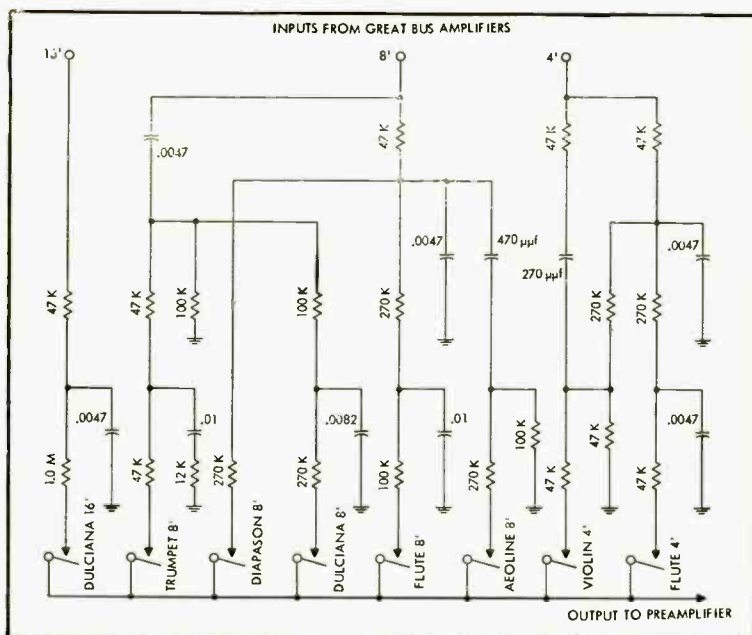 INPUTS FROM GREAT BUS AMPLIFIERS
16'
8'
4'
.0047
47 K
47 K
47 K
.0047
470 µµf
270 µµf
.0047
47 K
47 K
100 K
100 K
270 K
270 K
270 K
.0047
.01
.0082
.01
.0047
1.0 M
47 K
12 K
270 K
270 K
100 K
270 K
100 K
47 K
47 K
47 K
DULCIANA 16'
TRUMPET 8'
DIAPASON 8'
DULCIANA 8'
FLUTE 8'
AEOLINE 8'
VIOLIN 4'
FLUTE 4'
OUTPUT TO PREAMPLIFIER